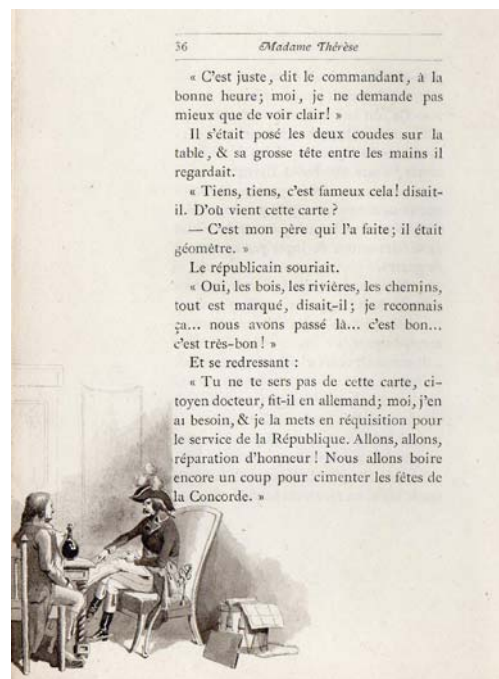 36 Madame Thérèse
« C'est juste, dit le commandant, à la
bonne heure; moi, je ne demande pas
mieux que de voir clair! »
Il s'était posé les deux coudes sur la
table, & sa grosse tête entre les mains il
regardait.
« Tiens, tiens, c'est fameux cela! disait-
il. D'où vient cette carte?
— C'est mon père qui l'a faite; il était
géomètre. »
Le républicain souriait.
« Oui, les bois, les rivières, les chemins,
tout est marqué, disait-il; je reconnais
ça... nous avons passé là... c'est bon...
c'est très-bon! »
Et se redressant :
« Tu ne te sers pas de cette carte, ci-
toyen docteur, fit-il en allemand; moi, j'en
ai besoin, & je la mets en réquisition pour
le service de la République. Allons, allons,
réparation d'honneur! Nous allons boire
encore un coup pour cimenter les fêtes de
la Concorde. »